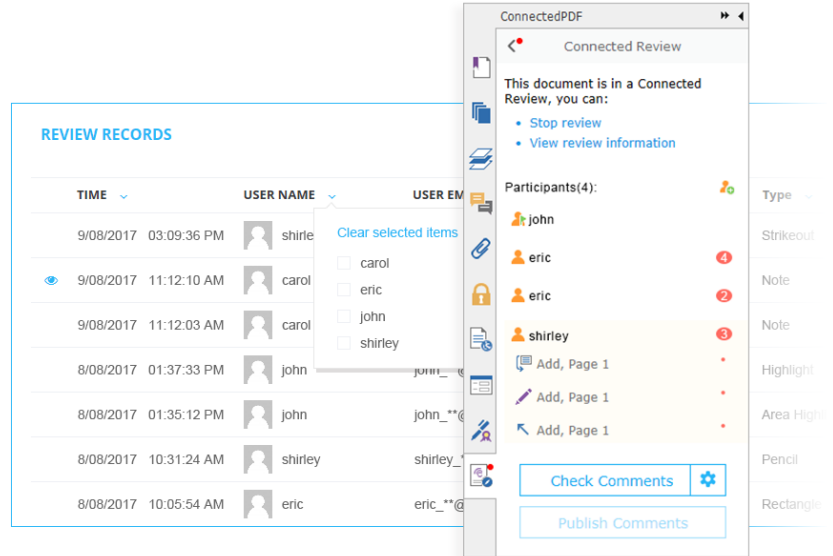 ConnectedPDF
Connected Review
This document is in a Connected
Review, you can:
• Stop review
• View review information
Participants(4):
john
eric 4
eric 2
shirley 3
Add, Page 1
Add, Page 1
Add, Page 1
Check Comments
Publish Comments
REVIEW RECORDS
TIME USER NAME USER EM Type
9/08/2017 03:09:36 PM shirle Strikeout
9/08/2017 11:12:10 AM carol Note
9/08/2017 11:12:03 AM carol Note
8/08/2017 01:37:33 PM john Highlight
8/08/2017 01:35:12 PM john john_**@ Area High
8/08/2017 10:31:24 AM shirley shirley_ Pencil
8/08/2017 10:05:54 AM eric eric_**@ Rectangle
Clear selected items
carol
eric
john
shirley